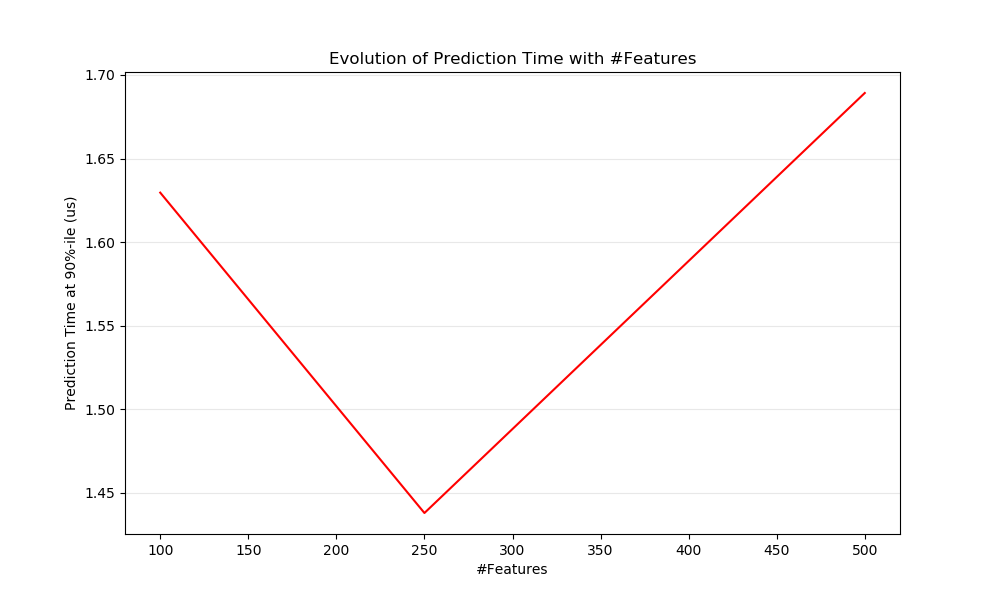 Evolution of Prediction Time with #Features
Prediction Time at 90%-ile (us)
1.70
1.65
1.60
1.55
1.50
1.45
100 150 200 250 300 350 400 450 500
#Features